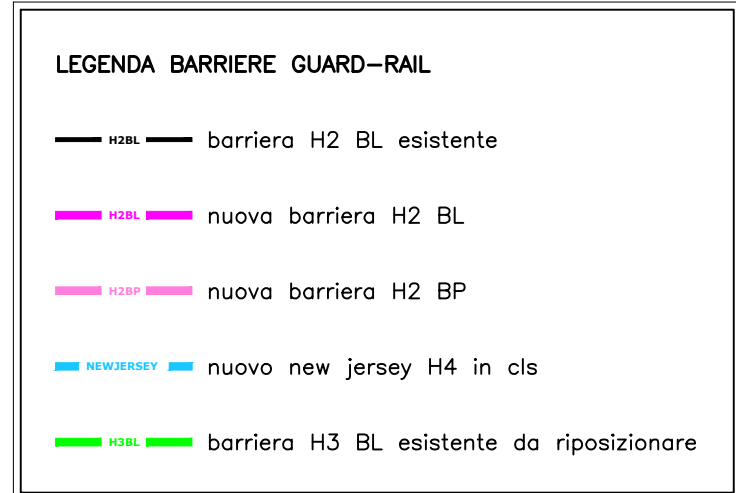 LEGENDA BARRIERE GUARD-RAIL
H2BL barriera H2 BL esistente
H2BL nuova barriera H2 BL
H2BP nuova barriera H2 BP
NEWJERSEY nuovo new jersey H4 in cls
H3BL barriera H3 BL esistente da riposizionare